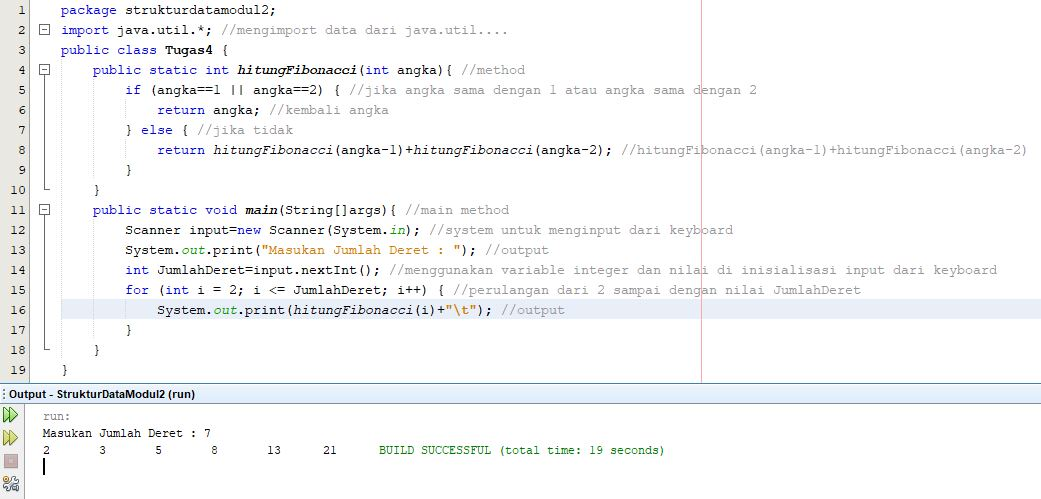 1 package strukturdatamodul2;
2 import java.util.*; //mengimport data dari java.util....
3 public class Tugas4 {
4 public static int hitungFibonacci(int angka){ //method
5 if (angka==1 || angka==2) { //jika angka sama dengan 1 atau angka sama dengan 2
6 return angka; //kembali angka
7 } else { //jika tidak
8 return hitungFibonacci(angka-1)+hitungFibonacci(angka-2); //hitungFibonacci(angka-1)+hitungFibonacci(angka-2)
9 }
10 }
11 public static void main(String[]args){ //main method
12 Scanner input=new Scanner(System.in); //system untuk menginput dari keyboard
13 System.out.print("Masukan Jumlah Deret : "); //output
14 int JumlahDeret=input.nextInt(); //menggunakan variable integer dan nilai di inisialisasi input dari keyboard
15 for (int i = 2; i <= JumlahDeret; i++) { //perulangan dari 2 sampai dengan nilai JumlahDeret
16 System.out.print(hitungFibonacci(i)+"\t"); //output
17 }
18 }
19 }
Output - StrukturDataModul2 (run)
run:
Masukan Jumlah Deret : 7
2 3 5 8 13 21 BUILD SUCCESSFUL (total time: 19 seconds)